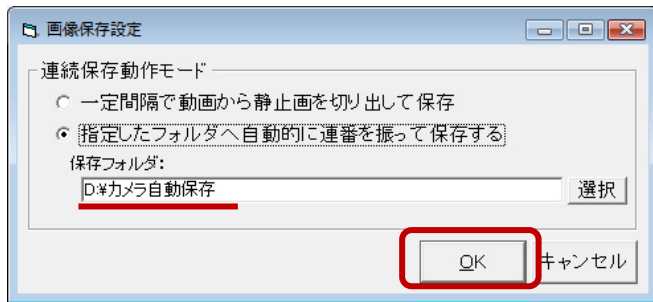 画像保存設定
連続保存動作モード
一定間隔で動画から静止画を切り出して保存
指定したフォルダへ自動的に連番を振って保存する
保存フォルダ:
D:¥カメラ自動保存
選択
OK
キャンセル